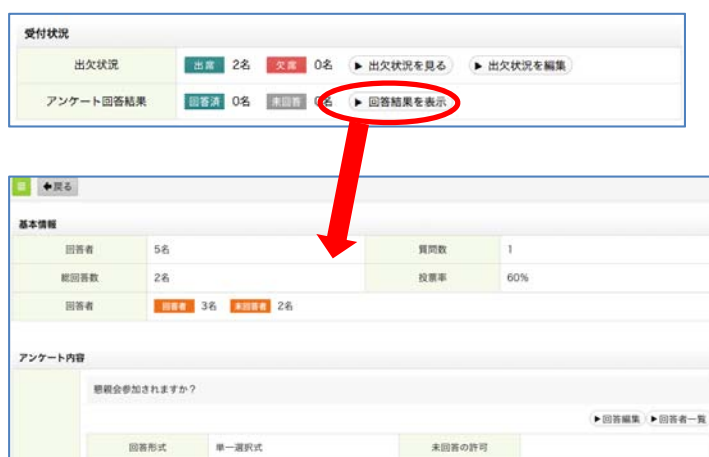 受付状況
出欠状況 出席 2名 欠席 0名 ▶ 出欠状況を見る ▶ 出欠状況を編集
アンケート回答結果 回答済 0名 未回答 0名 ▶ 回答結果を表示
戻る
基本情報
回答者 5名 質問数 1
総回答数 2名 投票率 60%
回答者 回答者 3名 未回答者 2名
アンケート内容
懇親会参加されますか？
▶回答編集 ▶回答者一覧
回答形式 単一選択式 未回答の許可